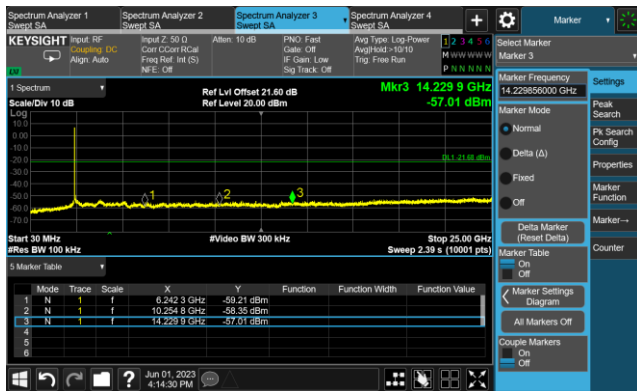 Spectrum Analyzer 1
Swept SA
Spectrum Analyzer 2
Swept SA
Spectrum Analyzer 3
Swept SA
Spectrum Analyzer 4
Swept SA
Marker
KEYSIGHT
Input: RF
Coupling: DC
Align: Auto
Input Z: 50 Ω
Corr CCorr RCal
Freq Ref: Int (S)
NFE: Off
Atten: 10 dB
PNO: Fast
Gate: Off
IF Gain: Low
Sig Track: Off
Avg Type: Log-Power
Avg|Hold:>10/10
Trig: Free Run
1 2 3 4 5 6
M W W W W W
P N N N N N
LXI
Select Marker
Marker 3
1 Spectrum
Scale/Div 10 dB
Ref Lvl Offset 21.60 dB
Ref Level 20.00 dBm
Mkr3 14.229 9 GHz
-57.01 dBm
Log
10.0
0.00
-10.0
-20.0
-30.0
-40.0
-50.0
-60.0
-70.0
DL1 -21.68 dBm
1
2
3
Start 30 MHz
#Res BW 100 kHz
#Video BW 300 kHz
Stop 25.00 GHz
Sweep 2.39 s (10001 pts)
5 Marker Table
Mode Trace Scale X Y Function Function Width Function Value
1 N 1 f 6.242 3 GHz -59.21 dBm
2 N 1 f 10.254 8 GHz -58.35 dBm
3 N 1 f 14.229 9 GHz -57.01 dBm
4
5
6
Marker Frequency
14.229856000 GHz
Marker Mode
Normal
Delta (Δ)
Fixed
Off
Delta Marker
(Reset Delta)
Marker Table
On
Off
Marker Settings
Diagram
All Markers Off
Couple Markers
On
Off
Settings
Peak
Search
Pk Search
Config
Properties
Marker
Function
Marker→
Counter
?
Jun 01, 2023
4:14:30 PM